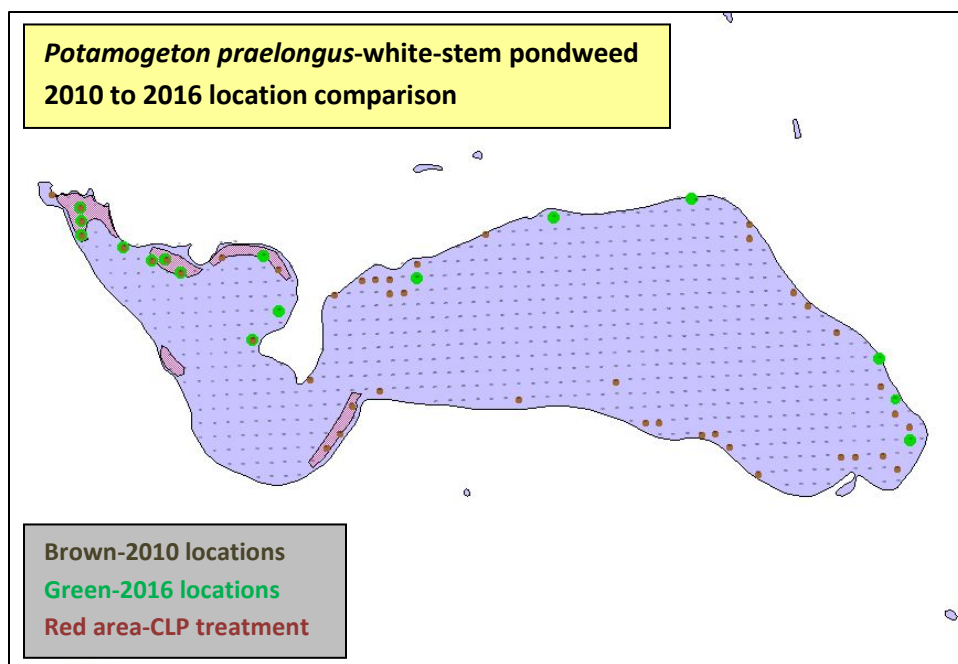 Potamogeton praelongus-white-stem pondweed
2010 to 2016 location comparison
Brown-2010 locations
Green-2016 locations
Red area-CLP treatment